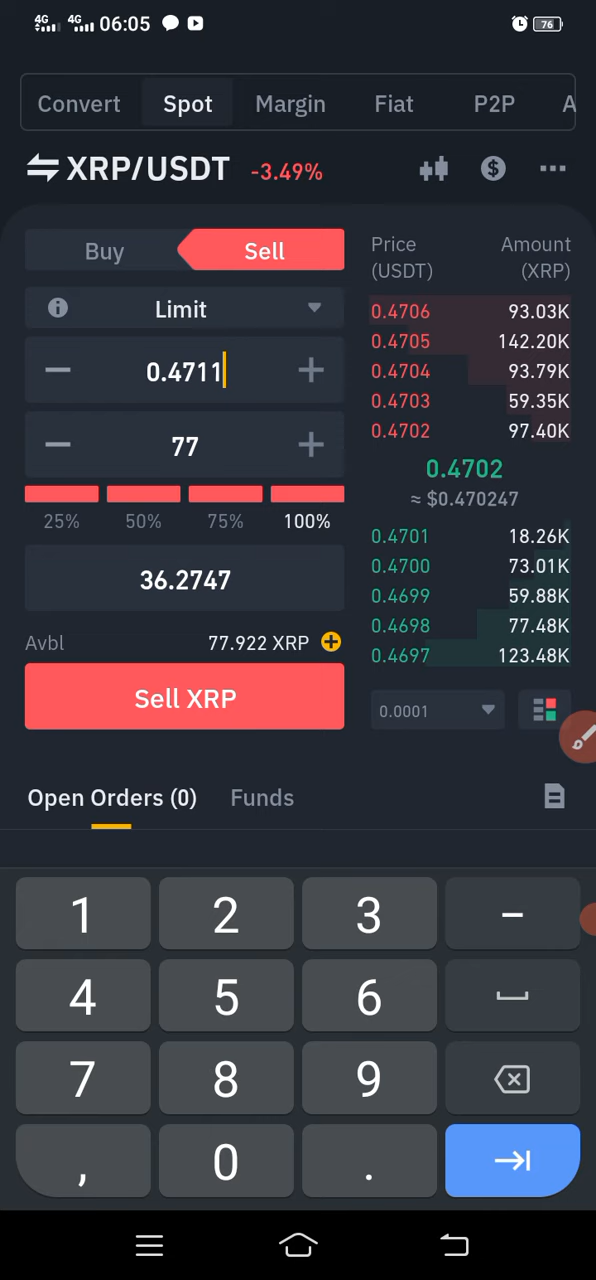 4G 4G 06:05 76
Convert Spot Margin Fiat P2P A
XRP/USDT -3.49% $ ...
Buy Sell
Limit
− 0.4711 +
− 77 +
25% 50% 75% 100%
36.2747
Avbl 77.922 XRP
Sell XRP
Price Amount
(USDT) (XRP)
0.4706 93.03K
0.4705 142.20K
0.4704 93.79K
0.4703 59.35K
0.4702 97.40K
0.4702
≈ $0.470247
0.4701 18.26K
0.4700 73.01K
0.4699 59.88K
0.4698 77.48K
0.4697 123.48K
0.0001
Open Orders (0) Funds
1 2 3 −
4 5 6
7 8 9
, 0 .